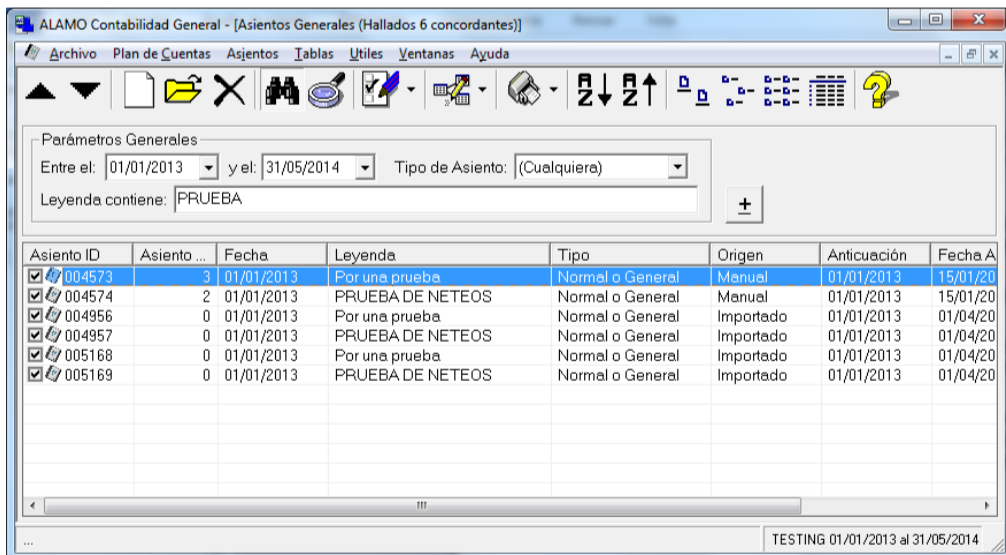 ALAMO Contabilidad General - [Asientos Generales (Hallados 6 concordantes)]
Archivo Plan de Cuentas Asientos Tablas Utiles Ventanas Ayuda
Parámetros Generales
Entre el: 01/01/2013 y el: 31/05/2014 Tipo de Asiento: (Cualquiera)
Leyenda contiene: PRUEBA
Asiento ID Asiento ... Fecha Leyenda Tipo Origen Anticuación Fecha A
004573 3 01/01/2013 Por una prueba Normal o General Manual 01/01/2013 15/01/20
004574 2 01/01/2013 PRUEBA DE NETEOS Normal o General Manual 01/01/2013 15/01/20
004956 0 01/01/2013 Por una prueba Normal o General Importado 01/01/2013 01/04/20
004957 0 01/01/2013 PRUEBA DE NETEOS Normal o General Importado 01/01/2013 01/04/20
005168 0 01/01/2013 Por una prueba Normal o General Importado 01/01/2013 01/04/20
005169 0 01/01/2013 PRUEBA DE NETEOS Normal o General Importado 01/01/2013 01/04/20
... TESTING 01/01/2013 al 31/05/2014